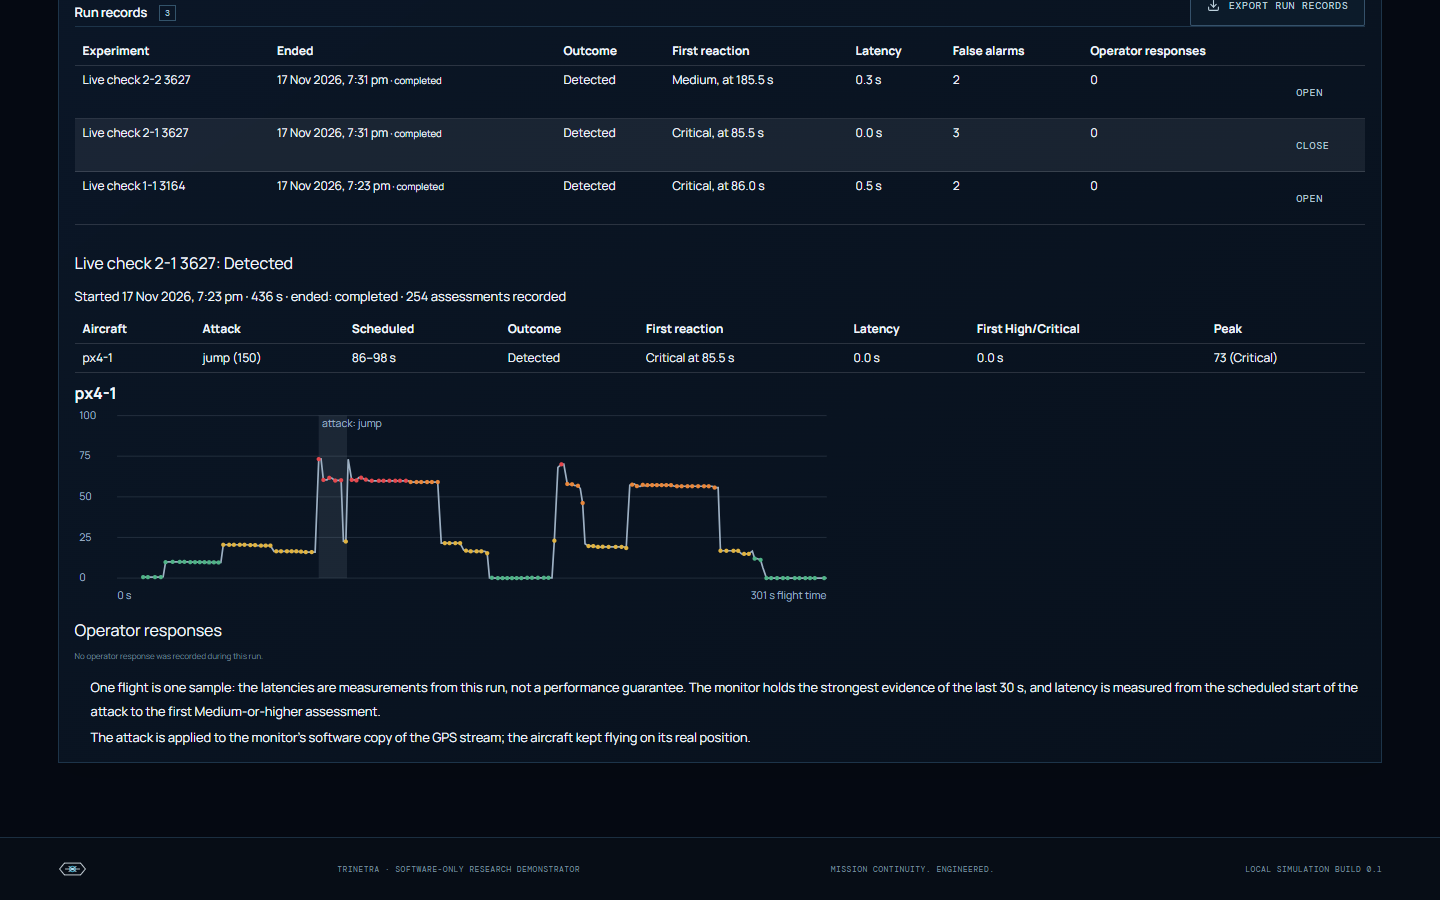 Run records 3
EXPORT RUN RECORDS
Experiment Ended Outcome First reaction Latency False alarms Operator responses
Live check 2-2 3627 17 Nov 2026, 7:31 pm · completed Detected Medium, at 185.5 s 0.3 s 2 0 OPEN
Live check 2-1 3627 17 Nov 2026, 7:31 pm · completed Detected Critical, at 85.5 s 0.0 s 3 0 CLOSE
Live check 1-1 3164 17 Nov 2026, 7:23 pm · completed Detected Critical, at 86.0 s 0.5 s 2 0 OPEN
Live check 2-1 3627: Detected
Started 17 Nov 2026, 7:23 pm · 436 s · ended: completed · 254 assessments recorded
Aircraft Attack Scheduled Outcome First reaction Latency First High/Critical Peak
px4-1 jump (150) 86–98 s Detected Critical at 85.5 s 0.0 s 0.0 s 73 (Critical)
px4-1
100
attack: jump
75
50
25
0
0 s 301 s flight time
Operator responses
No operator response was recorded during this run.
One flight is one sample: the latencies are measurements from this run, not a performance guarantee. The monitor holds the strongest evidence of the last 30 s, and latency is measured from the scheduled start of the
attack to the first Medium-or-higher assessment.
The attack is applied to the monitor's software copy of the GPS stream; the aircraft kept flying on its real position.
TRINETRA · SOFTWARE-ONLY RESEARCH DEMONSTRATOR MISSION CONTINUITY. ENGINEERED. LOCAL SIMULATION BUILD 0.1